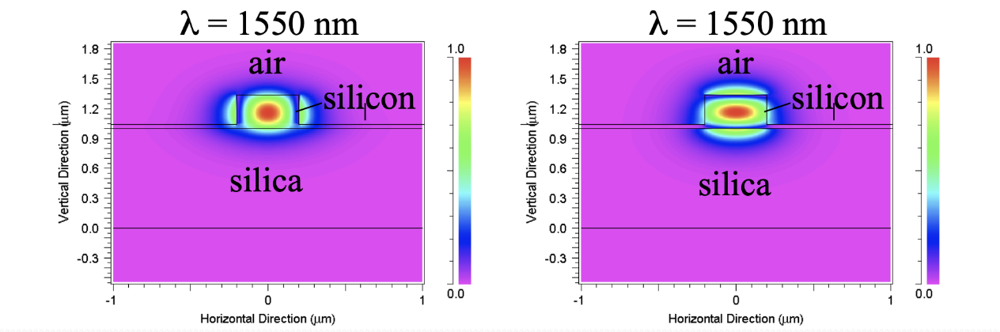 λ = 1550 nm
1.8
1.5
1.2
0.9
0.6
0.3
0.0
-0.3
Vertical Direction (μm)
air
silicon
silica
-1
0
1
Horizontal Direction (μm)
1.0
0.0
λ = 1550 nm
1.8
1.5
1.2
0.9
0.6
0.3
0.0
-0.3
Vertical Direction (μm)
air
silicon
silica
-1
0
1
Horizontal Direction (μm)
1.0
0.0